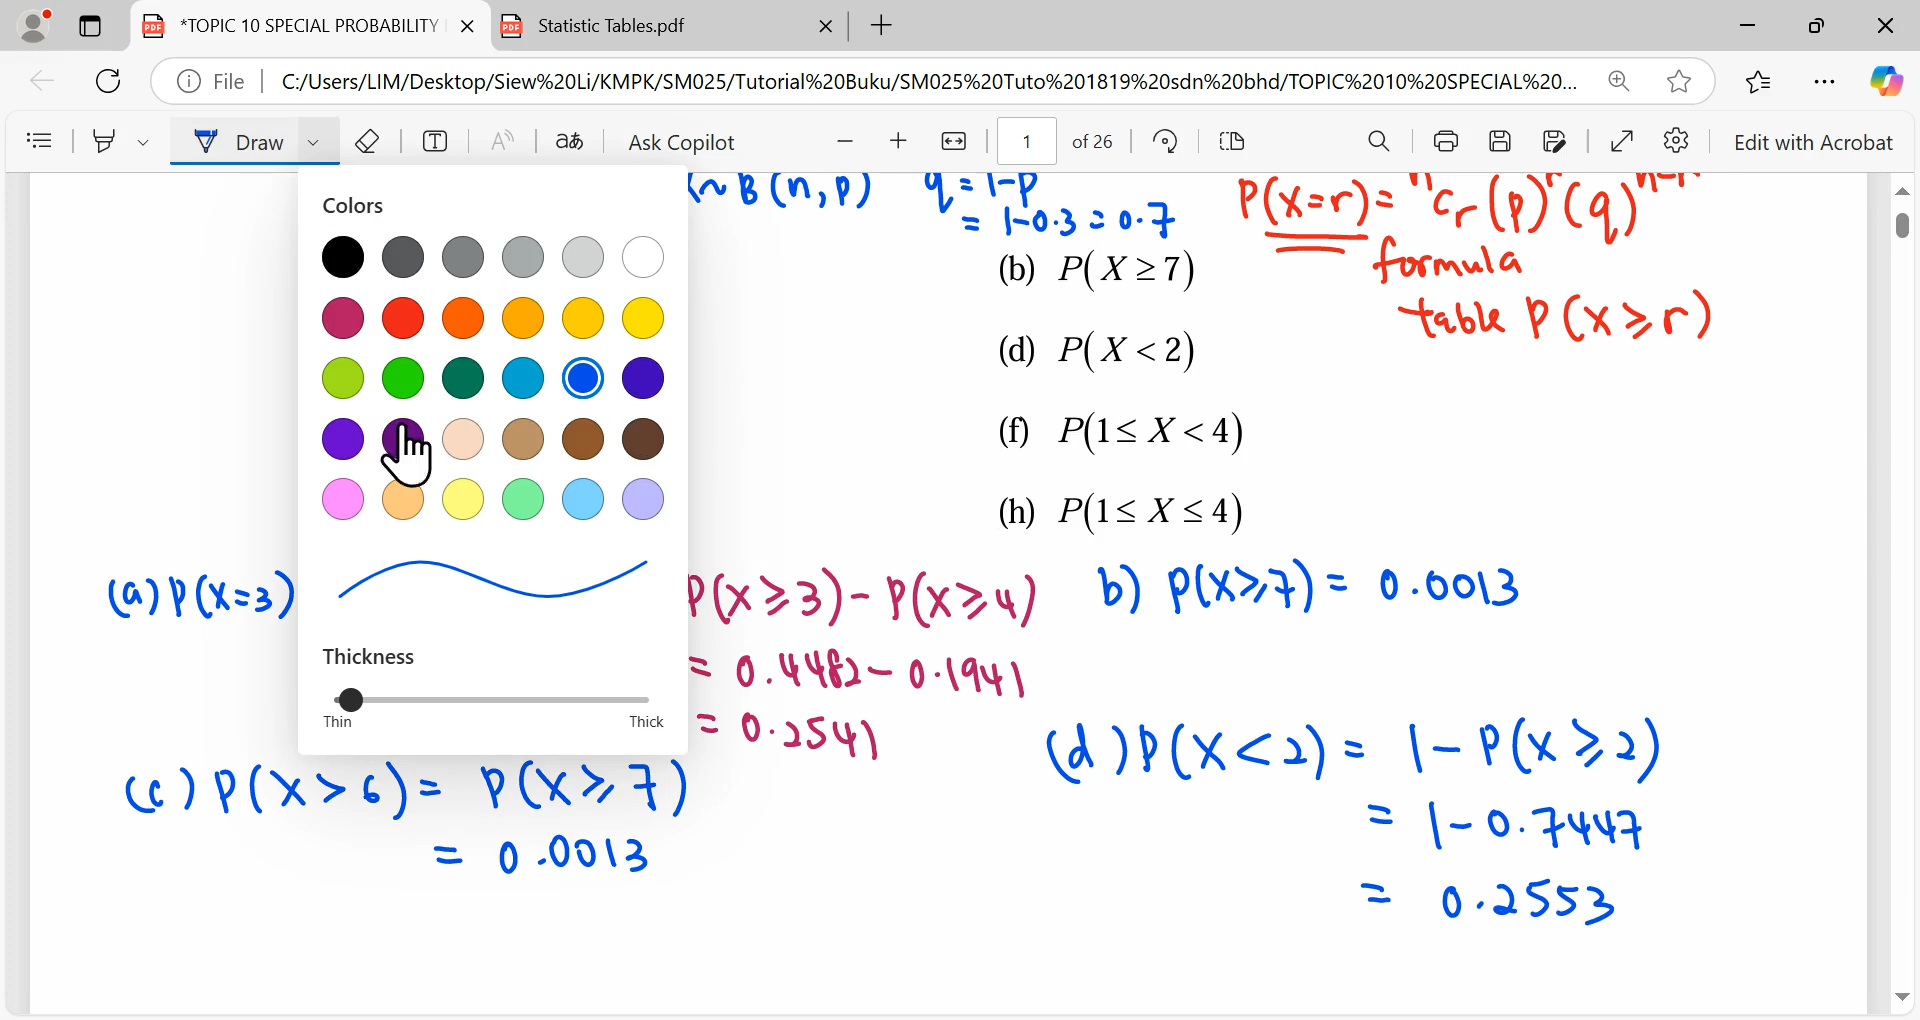 *TOPIC 10 SPECIAL PROBABILITY
Statistic Tables.pdf
File
C:/Users/LIM/Desktop/Siew%20Li/KMPK/SM025/Tutorial%20Buku/SM025%20Tuto%201819%20sdn%20bhd/TOPIC%2010%20SPECIAL%20...
Draw
Ask Copilot
1 of 26
Edit with Acrobat
~ B (n, p)
q = 1-p
= 1-0.3 = 0.7
P(X=r) = ⁿCr (p)ʳ (q)ⁿ⁻ʳ
formula
table P (X ≥ r)
Colors
Thickness
Thin
Thick
(b) P(X ≥ 7)
(d) P(X < 2)
(f) P(1 ≤ X < 4)
(h) P(1 ≤ X ≤ 4)
(a) P(X=3)
P(X ≥ 3) - P(X ≥ 4)
= 0.4482 - 0.1941
= 0.2541
b) P(X ≥ 7) = 0.0013
(c) P(X > 6) = P(X ≥ 7)
= 0.0013
(d) P(X < 2) = 1 - P(X ≥ 2)
= 1 - 0.7447
= 0.2553